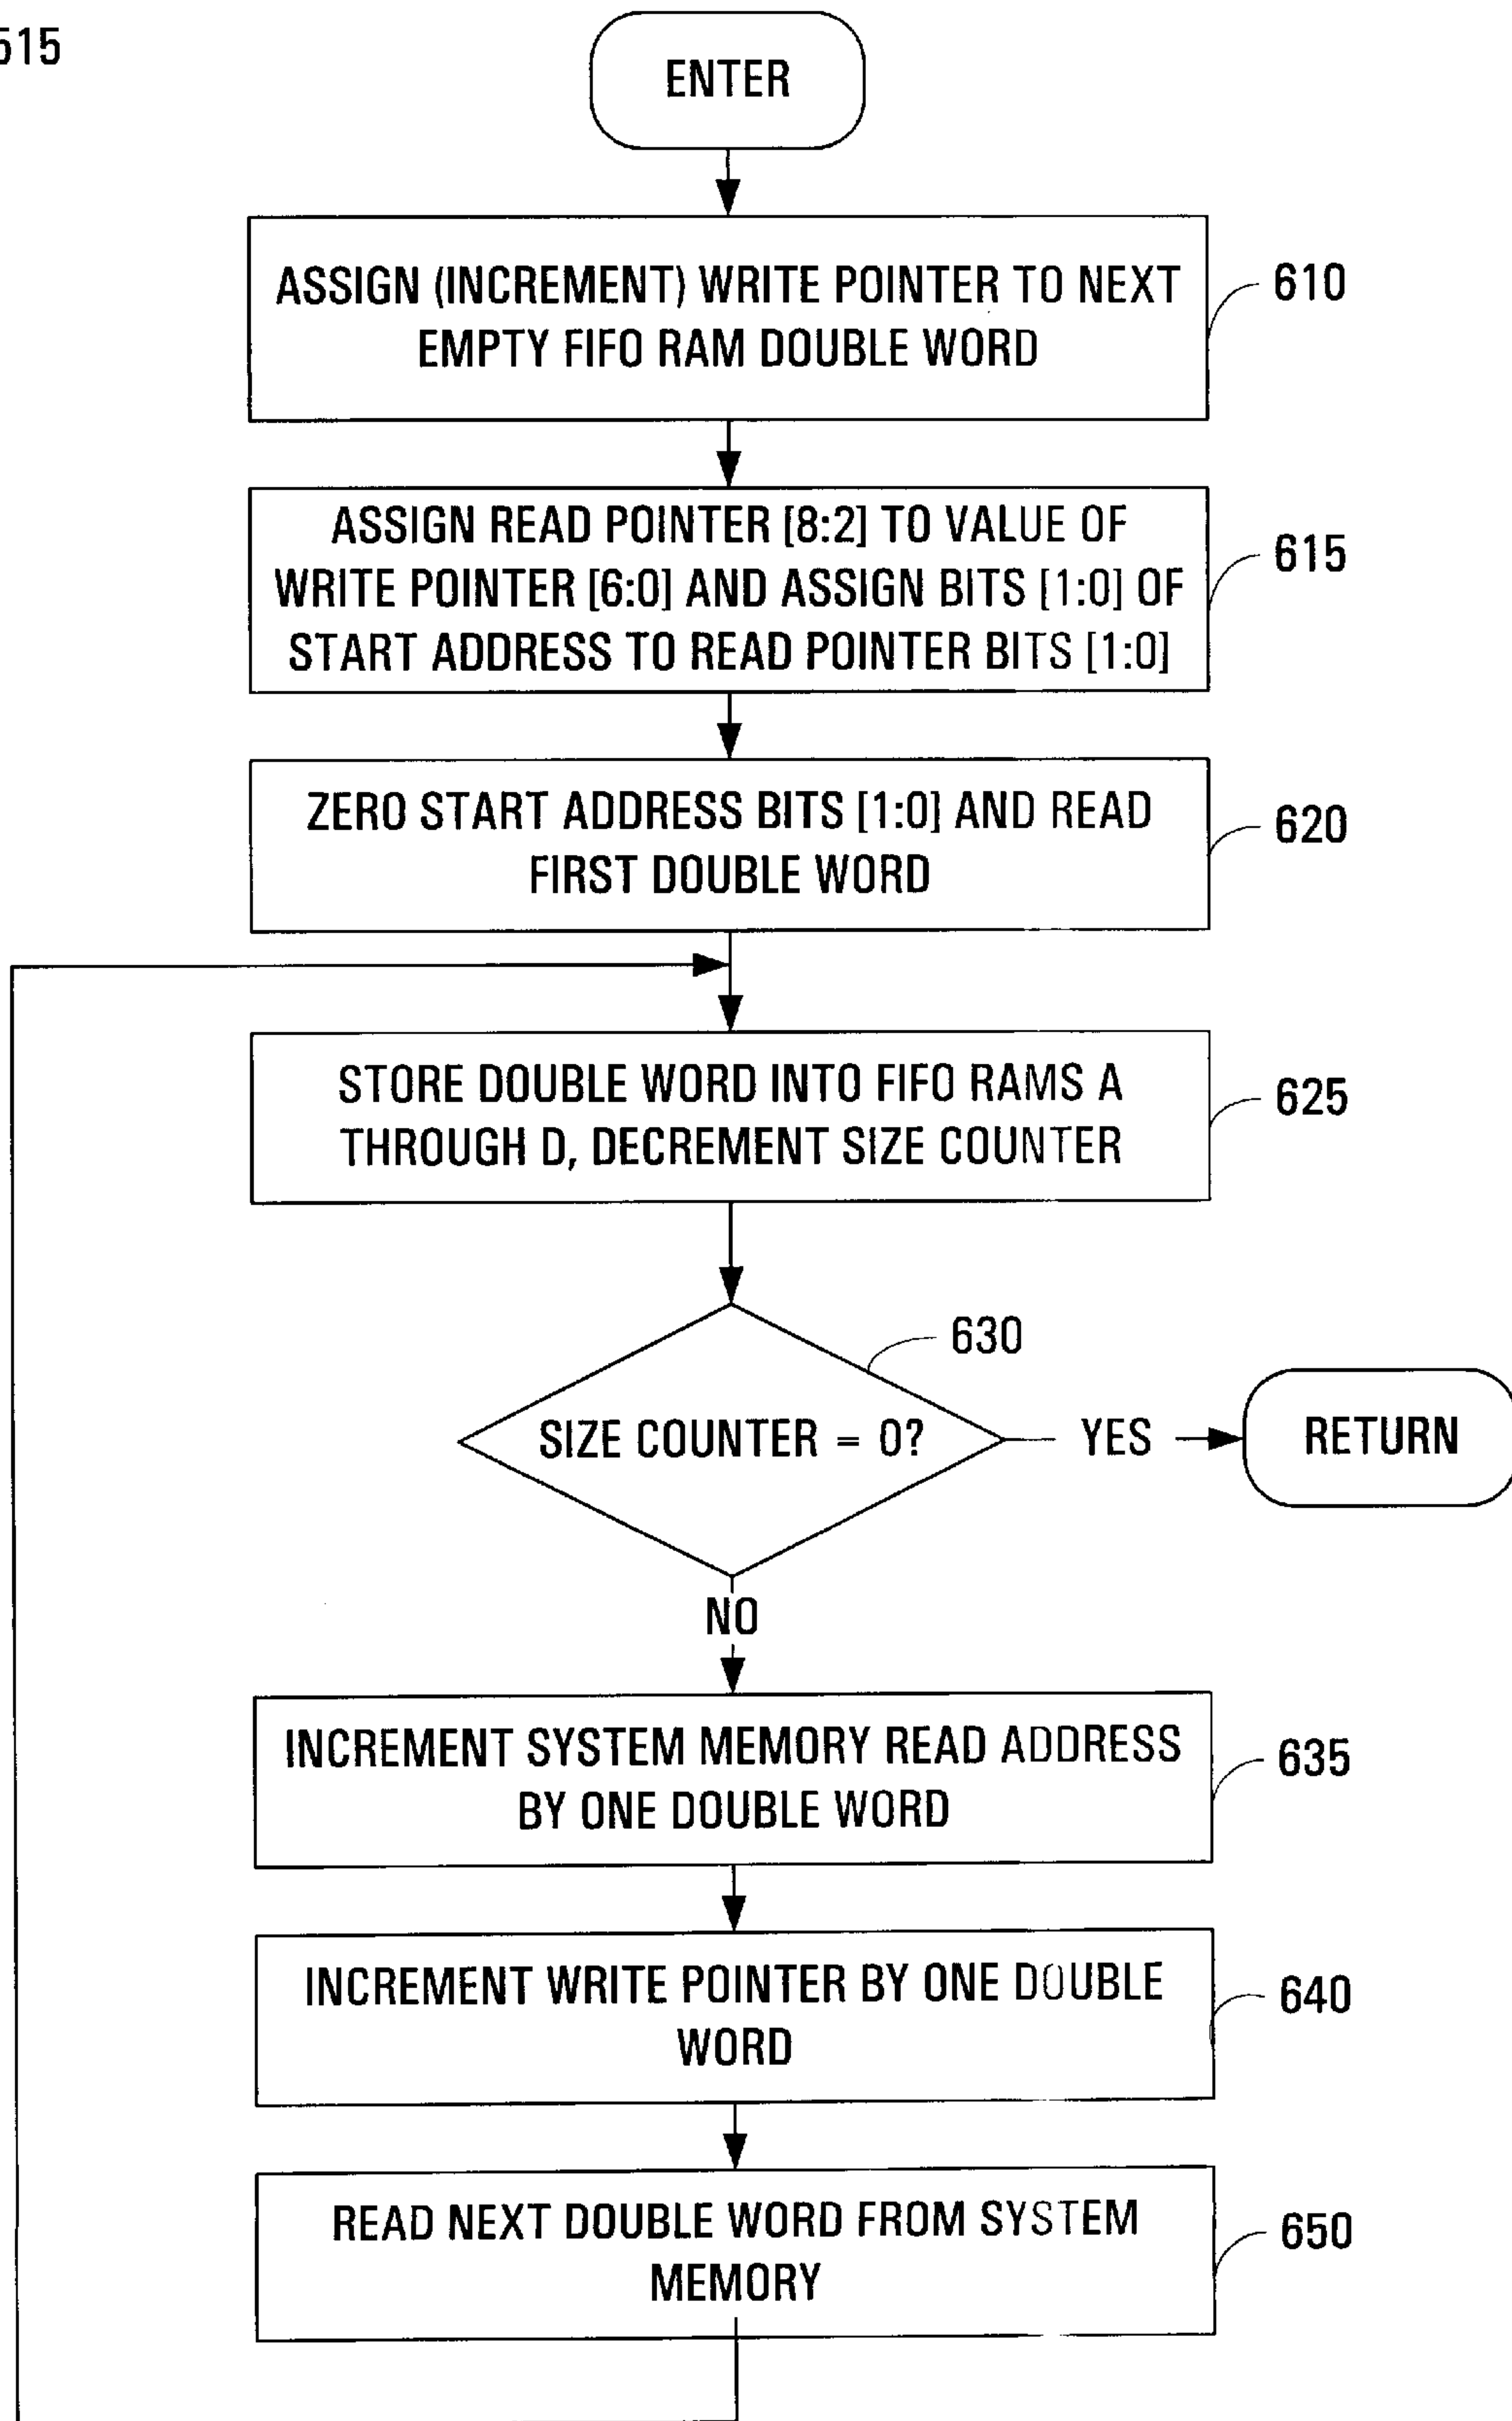 515
ENTER
ASSIGN (INCREMENT) WRITE POINTER TO NEXT
EMPTY FIFO RAM DOUBLE WORD
610
ASSIGN READ POINTER [8:2] TO VALUE OF
WRITE POINTER [6:0] AND ASSIGN BITS [1:0] OF
START ADDRESS TO READ POINTER BITS [1:0]
615
ZERO START ADDRESS BITS [1:0] AND READ
FIRST DOUBLE WORD
620
STORE DOUBLE WORD INTO FIFO RAMS A
THROUGH D, DECREMENT SIZE COUNTER
625
630
SIZE COUNTER = 0?
YES
RETURN
NO
INCREMENT SYSTEM MEMORY READ ADDRESS
BY ONE DOUBLE WORD
635
INCREMENT WRITE POINTER BY ONE DOUBLE
WORD
640
READ NEXT DOUBLE WORD FROM SYSTEM
MEMORY
650